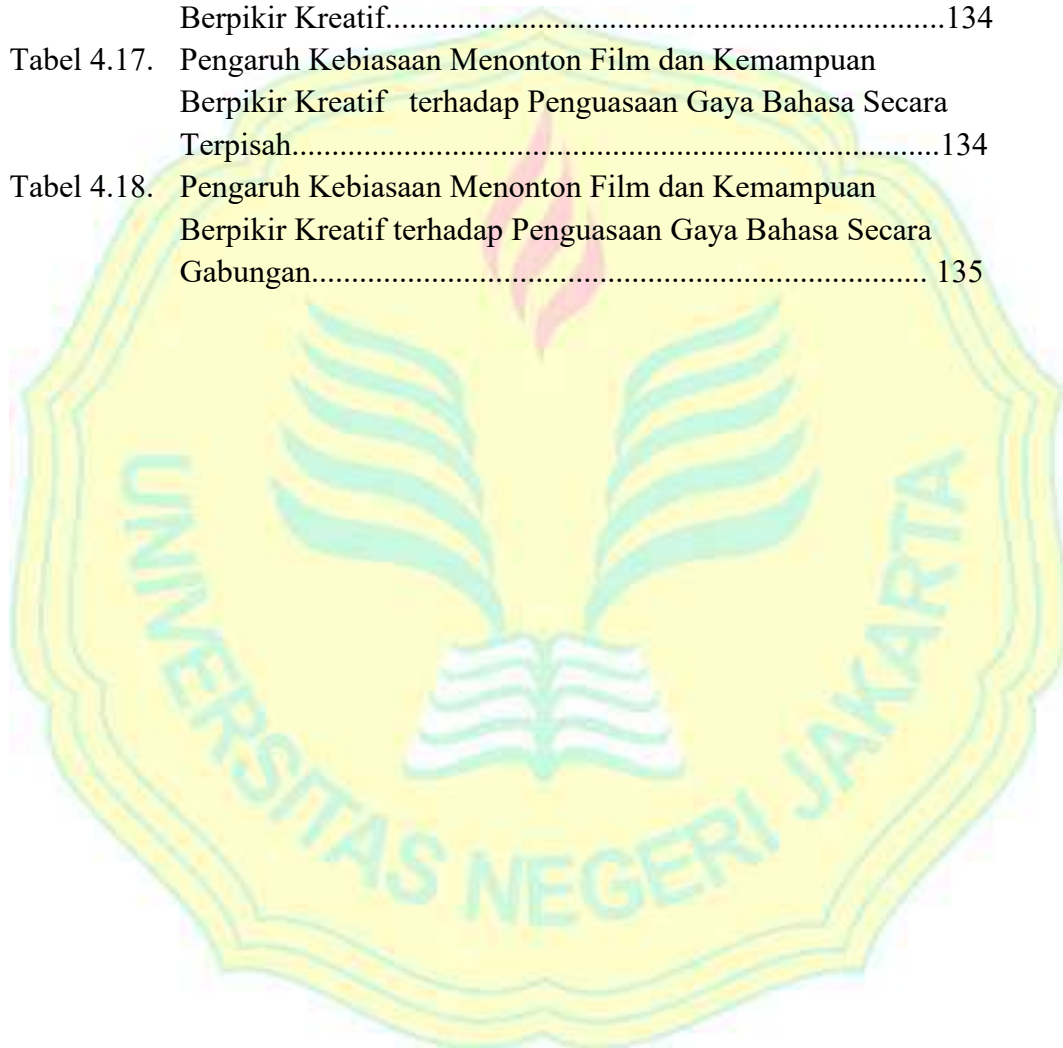 Berpikir Kreatif......................................................................134
Tabel 4.17. Pengaruh Kebiasaan Menonton Film dan Kemampuan
Berpikir Kreatif terhadap Penguasaan Gaya Bahasa Secara
Terpisah.................................................................................134
Tabel 4.18. Pengaruh Kebiasaan Menonton Film dan Kemampuan
Berpikir Kreatif terhadap Penguasaan Gaya Bahasa Secara
Gabungan............................................................................. 135
UNIVERSITAS NEGERI JAKARTA